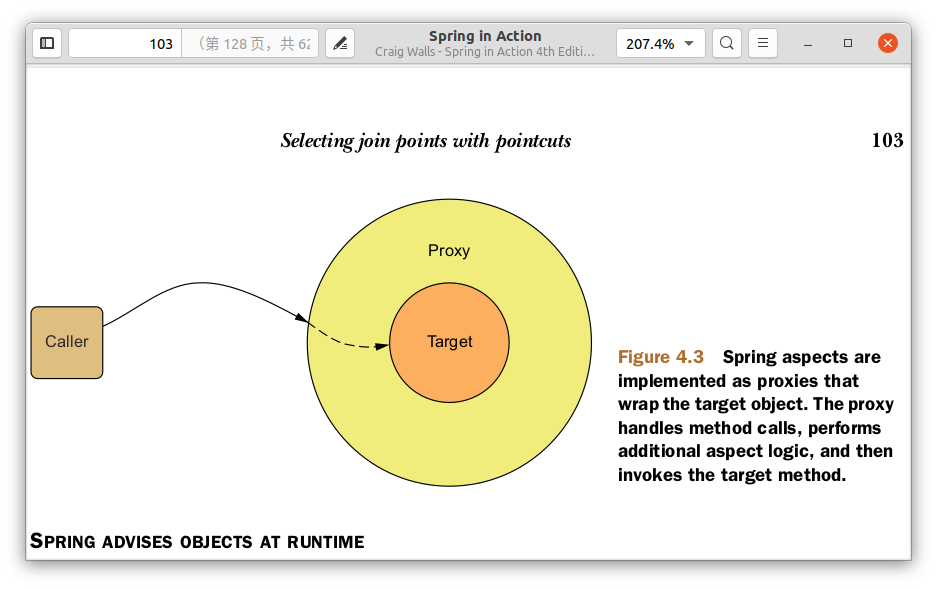 103
（第 128 页，共 62
Spring in Action
Craig Walls - Spring in Action 4th Editi…
207.4%
Selecting join points with pointcuts
103
Proxy
Caller
Target
Figure 4.3 Spring aspects are
implemented as proxies that
wrap the target object. The proxy
handles method calls, performs
additional aspect logic, and then
invokes the target method.
SPRING ADVISES OBJECTS AT RUNTIME